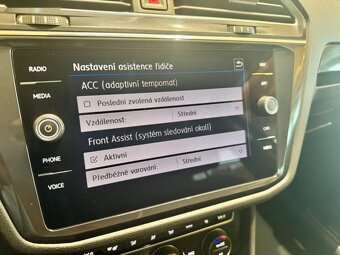 Nastavení asistence řidiče
RADIO
ACC (adaptivní tempomat)
Poslední zvolená vzdálenost
MEDIA
Vzdálenost: Střední
Front Assist (systém sledování okolí)
Aktivní
PHONE
Předběžné varování: Střední
VOICE
CAR